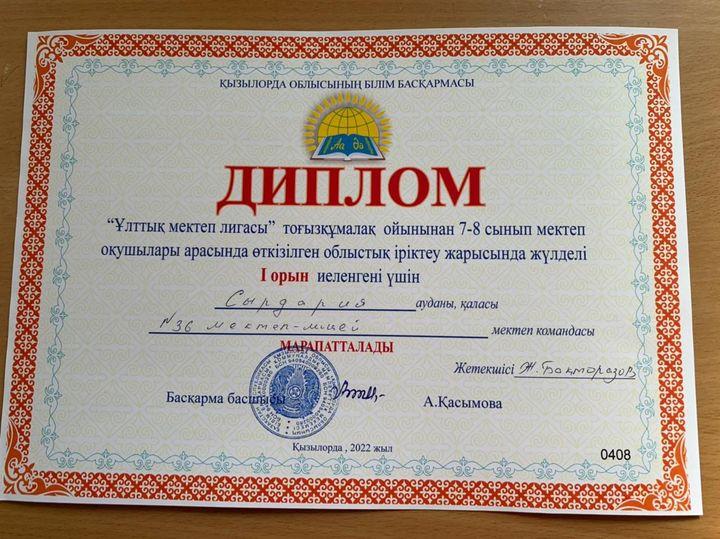 ҚЫЗЫЛОРДА ОБЛЫСЫНЫҢ БІЛІМ БАСҚАРМАСЫ
Аа Әә
ДИПЛОМ
“Ұлттық мектеп лигасы” тоғызқұмалақ ойынынан 7-8 сынып мектеп
оқушылары арасында өткізілген облыстық іріктеу жарысында жүлделі
I орын иеленгені үшін
Сырдария ауданы, қаласы
№36 мектеп-лицей мектеп командасы
МАРАПАТТАЛАДЫ
Жетекшісі Ж.
Басқарма басшысы А.Қасымова
Қызылорда , 2022 жыл
0408